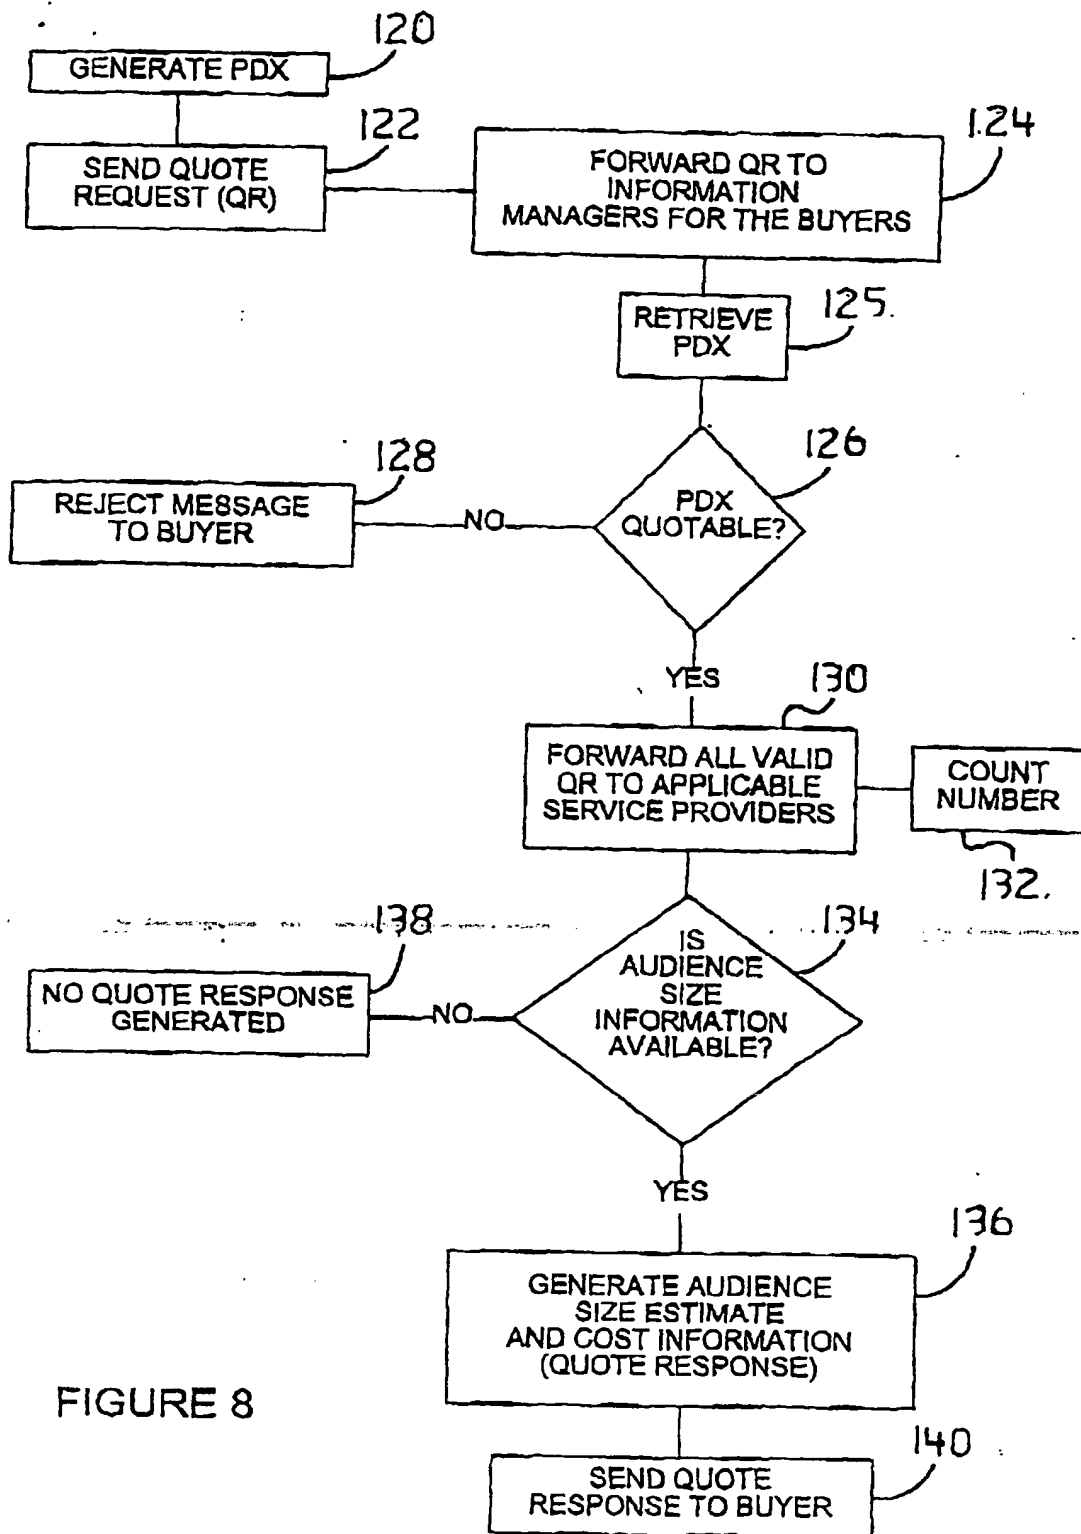 120
GENERATE PDX
122
SEND QUOTE
REQUEST (QR)
124
FORWARD QR TO
INFORMATION
MANAGERS FOR THE BUYERS
125.
RETRIEVE
PDX
126
PDX
QUOTABLE?
128
REJECT MESSAGE
TO BUYER
NO
YES
130
FORWARD ALL VALID
QR TO APPLICABLE
SERVICE PROVIDERS
COUNT
NUMBER
132.
134
IS
AUDIENCE
SIZE
INFORMATION
AVAILABLE?
138
NO QUOTE RESPONSE
GENERATED
NO
YES
136
GENERATE AUDIENCE
SIZE ESTIMATE
AND COST INFORMATION
(QUOTE RESPONSE)
FIGURE 8
140
SEND QUOTE
RESPONSE TO BUYER